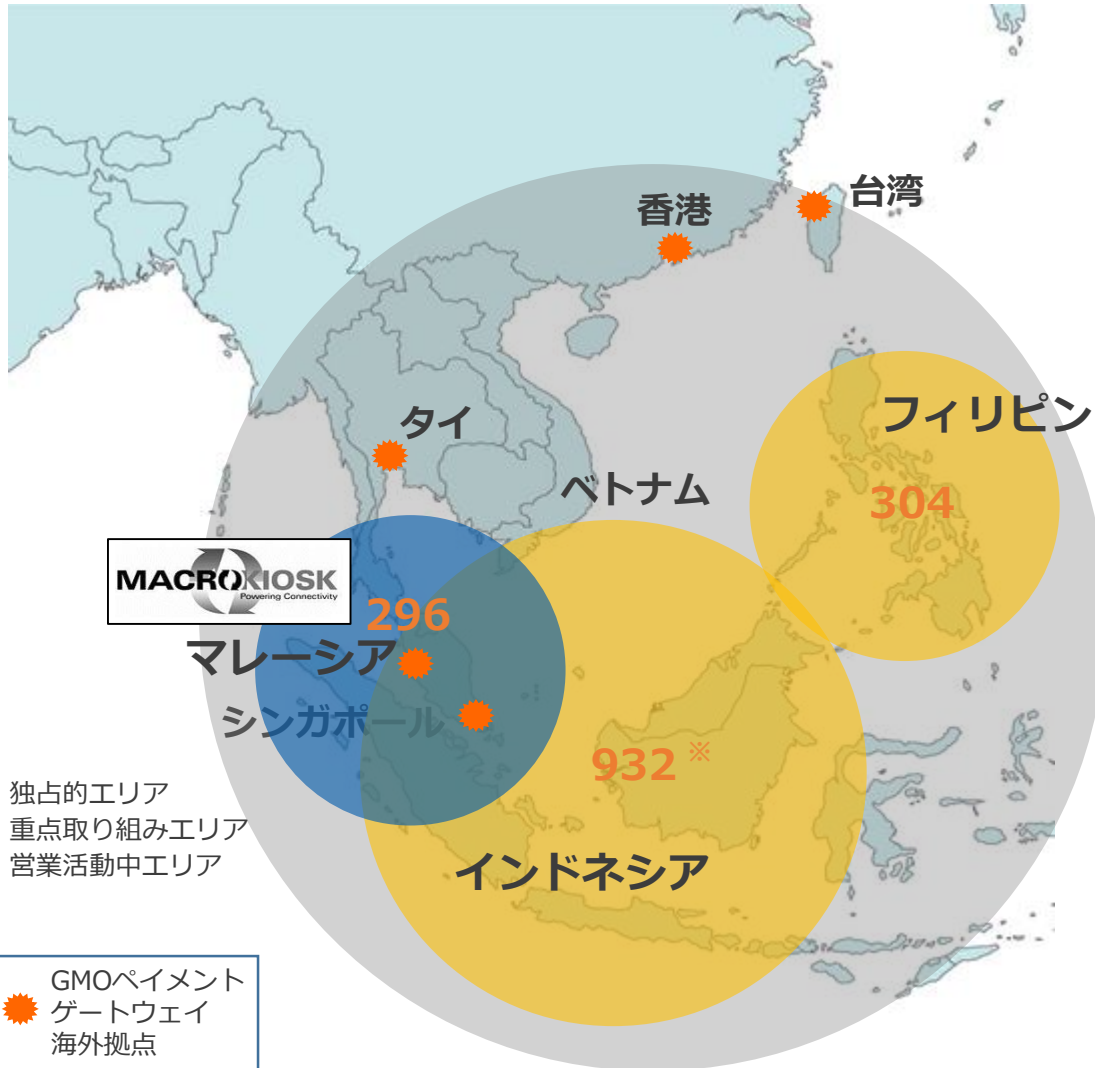 台湾
香港
フィリピン
タイ
ベトナム
304
MACROKIOSK
Powering Connectivity
296
マレーシア
シンガポール
932 ※
独占的エリア
重点取り組みエリア
営業活動中エリア
インドネシア
GMOペイメント
ゲートウェイ
海外拠点